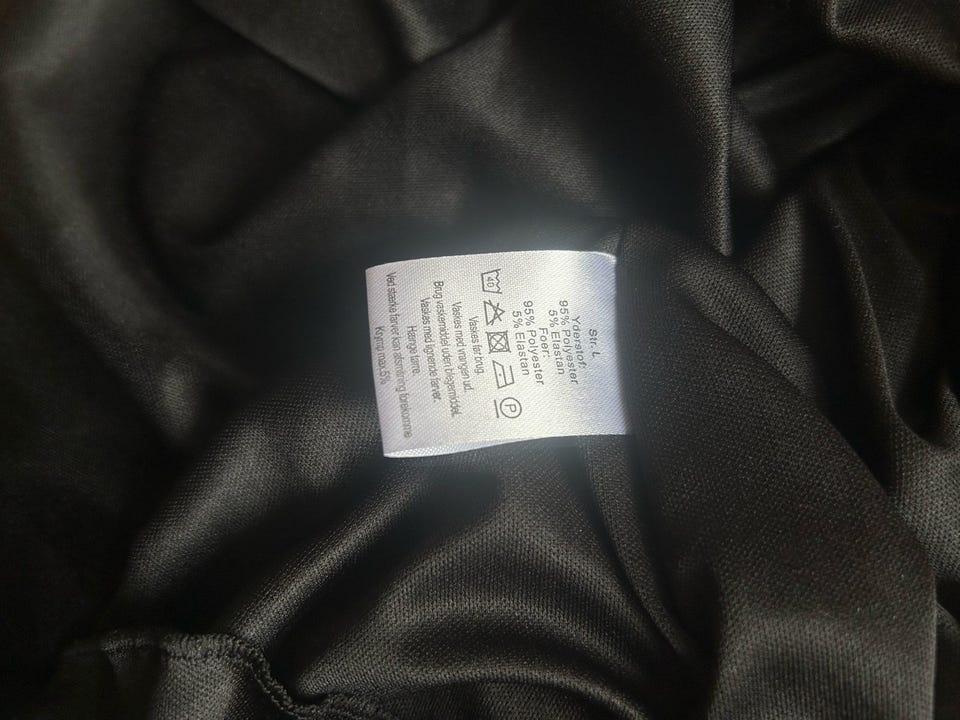 Str. L
Yderstof:
95% Polyester
5% Elastan
Foer:
95% Polyester
5% Elastan
40
P
Vaskes før brug.
Vaskes med vrangen ud.
Brug vaskemiddel uden blegemiddel.
Vaskes med lignende farver.
Hænge tørre.
Ved stærke farver kan afsmitning forekomme
Krymp max.5%